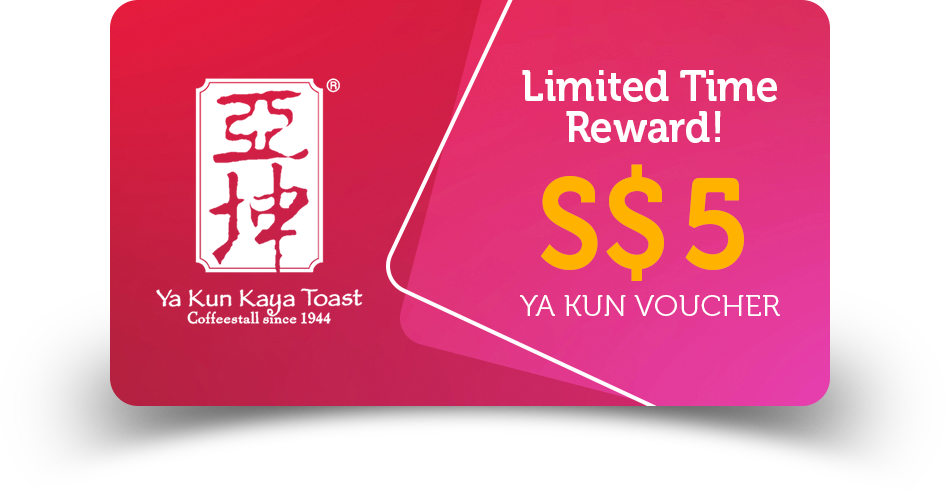 亞坤
®
Ya Kun Kaya Toast
Coffeestall since 1944
Limited Time
Reward!
S$ 5
YA KUN VOUCHER